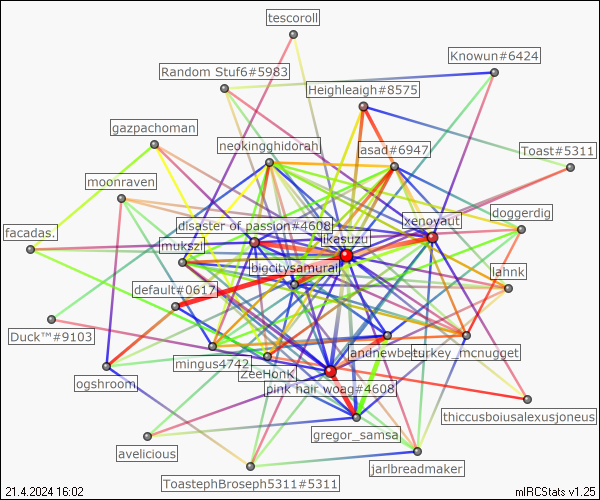 tescoroll
Knowun#6424
Random Stuf6#5983
Heighleaigh#8575
gazpachoman
neokingghidorah
asad#6947
Toast#5311
moonraven
doggerdig
xenoyaut
disaster of passion#4608
facadas.
likasuzu
mukszi
bigcitysamurai
lahnk
default#0617
Duck™#9103
andnewbet
turkey_mcnugget
mingus4742
ZeeHonK
ogshroom
pink hair woag#4608
thiccusboiusalexusjoneus
gregor_samsa
avelicious
jarlbreadmaker
ToastephBroseph5311#5311
21.4.2024 16:02
mIRCStats v1.25